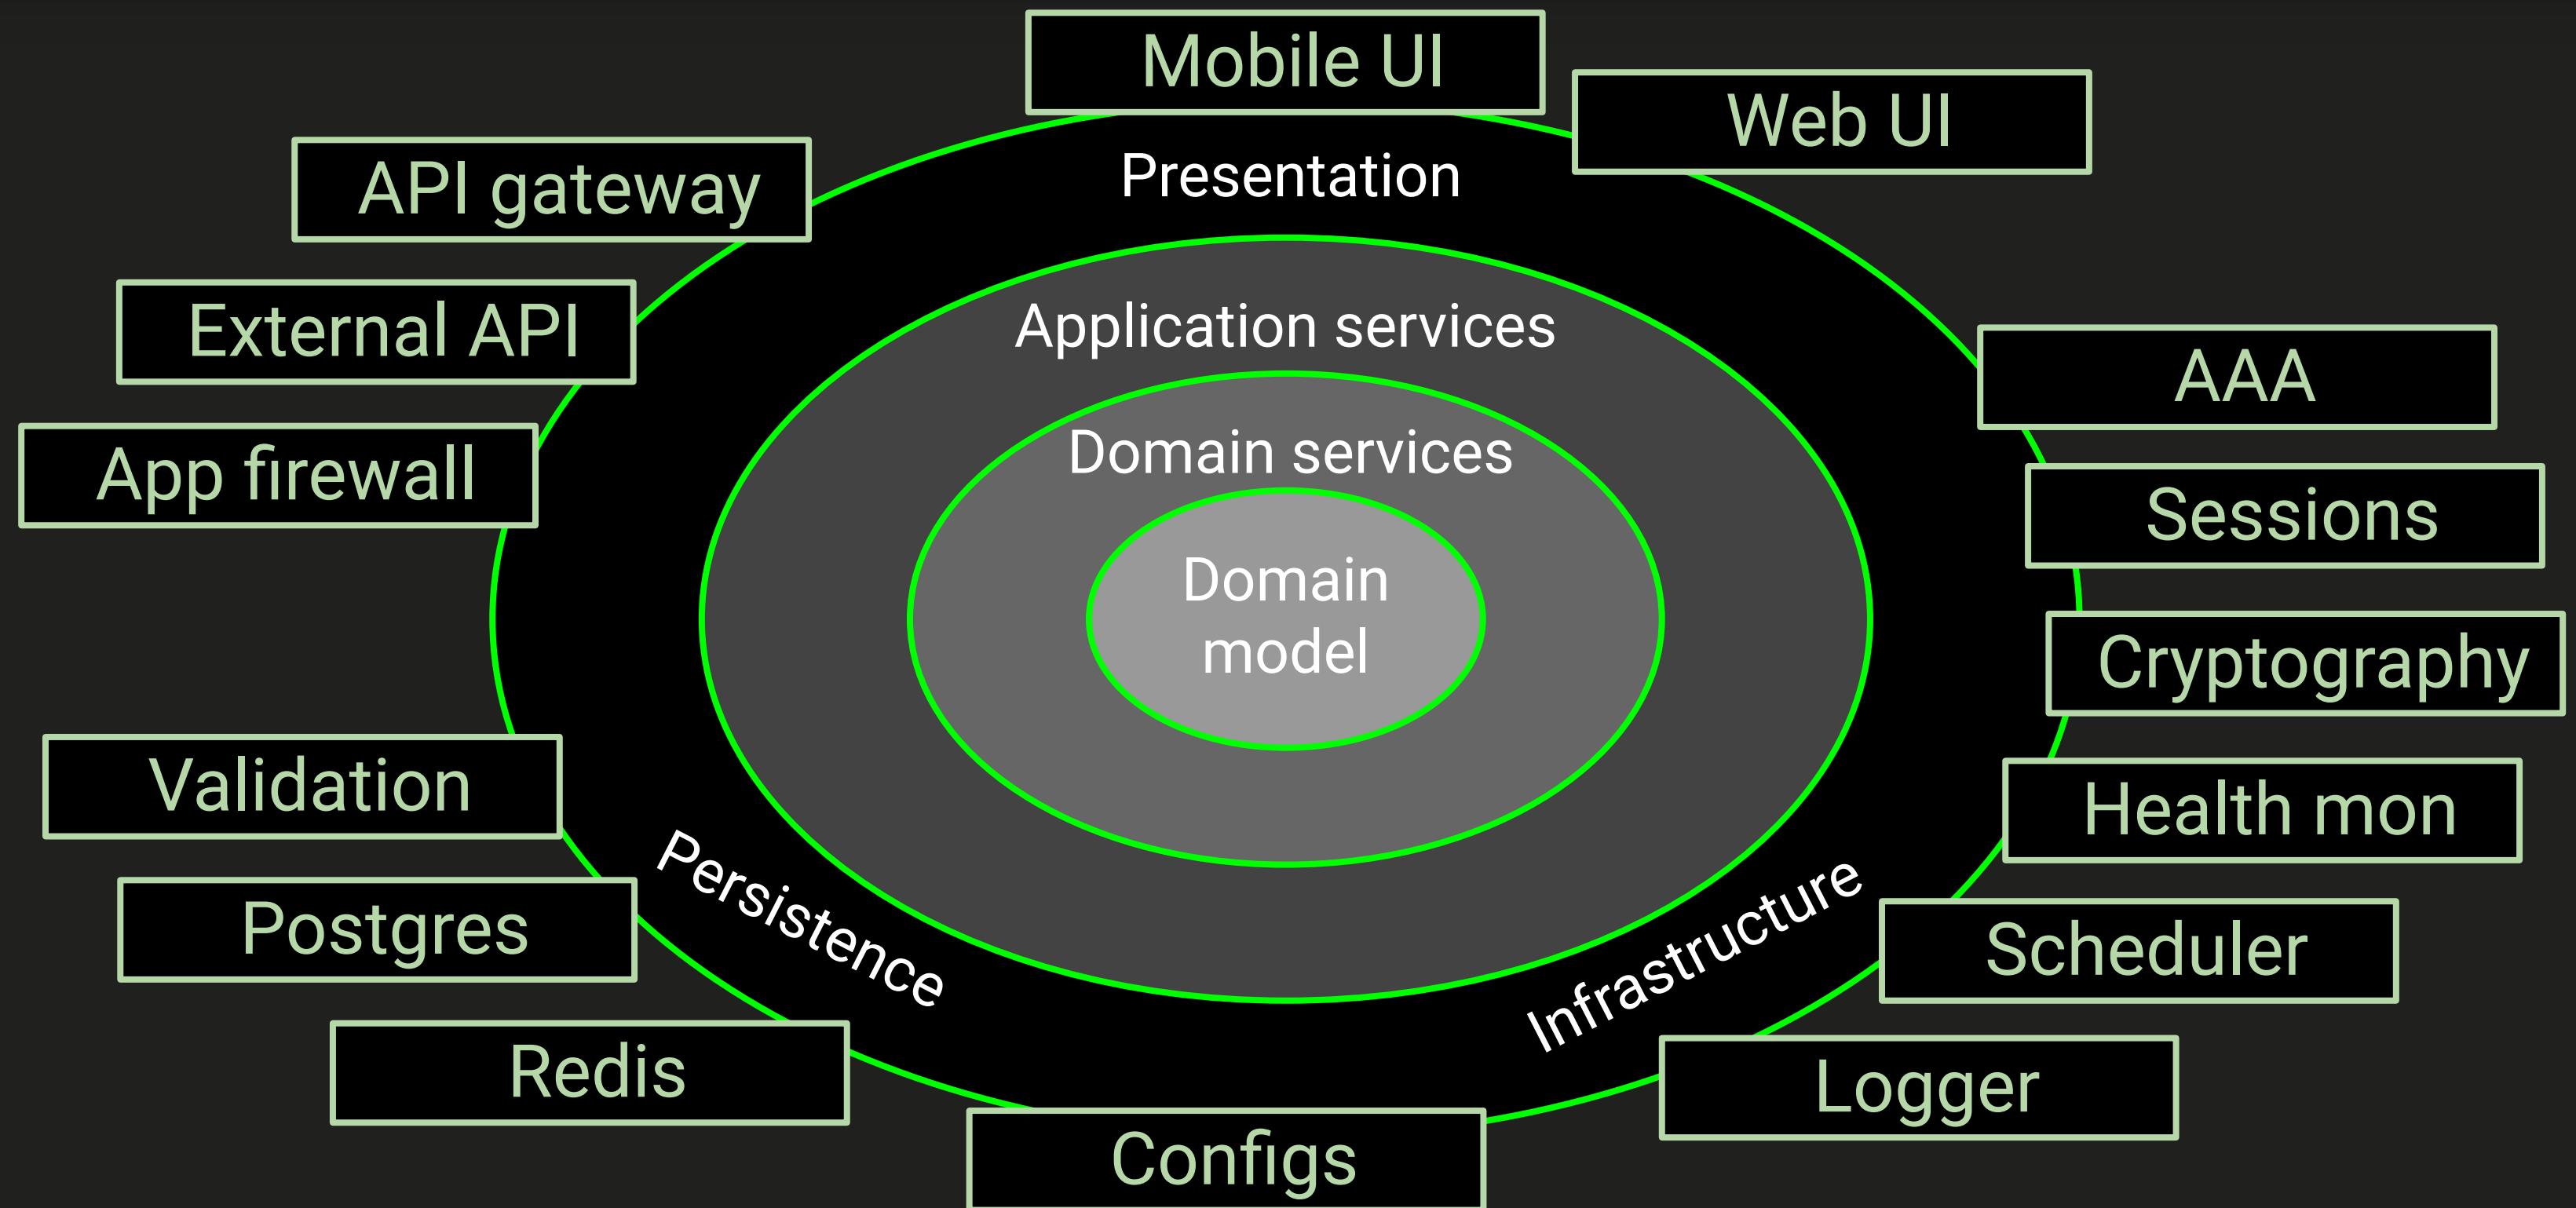 Mobile UI
Web UI
API gateway
Presentation
External API
Application services
AAA
App firewall
Domain services
Sessions
Domain
model
Cryptography
Validation
Health mon
Persistence
Infrastructure
Postgres
Scheduler
Redis
Logger
Configs